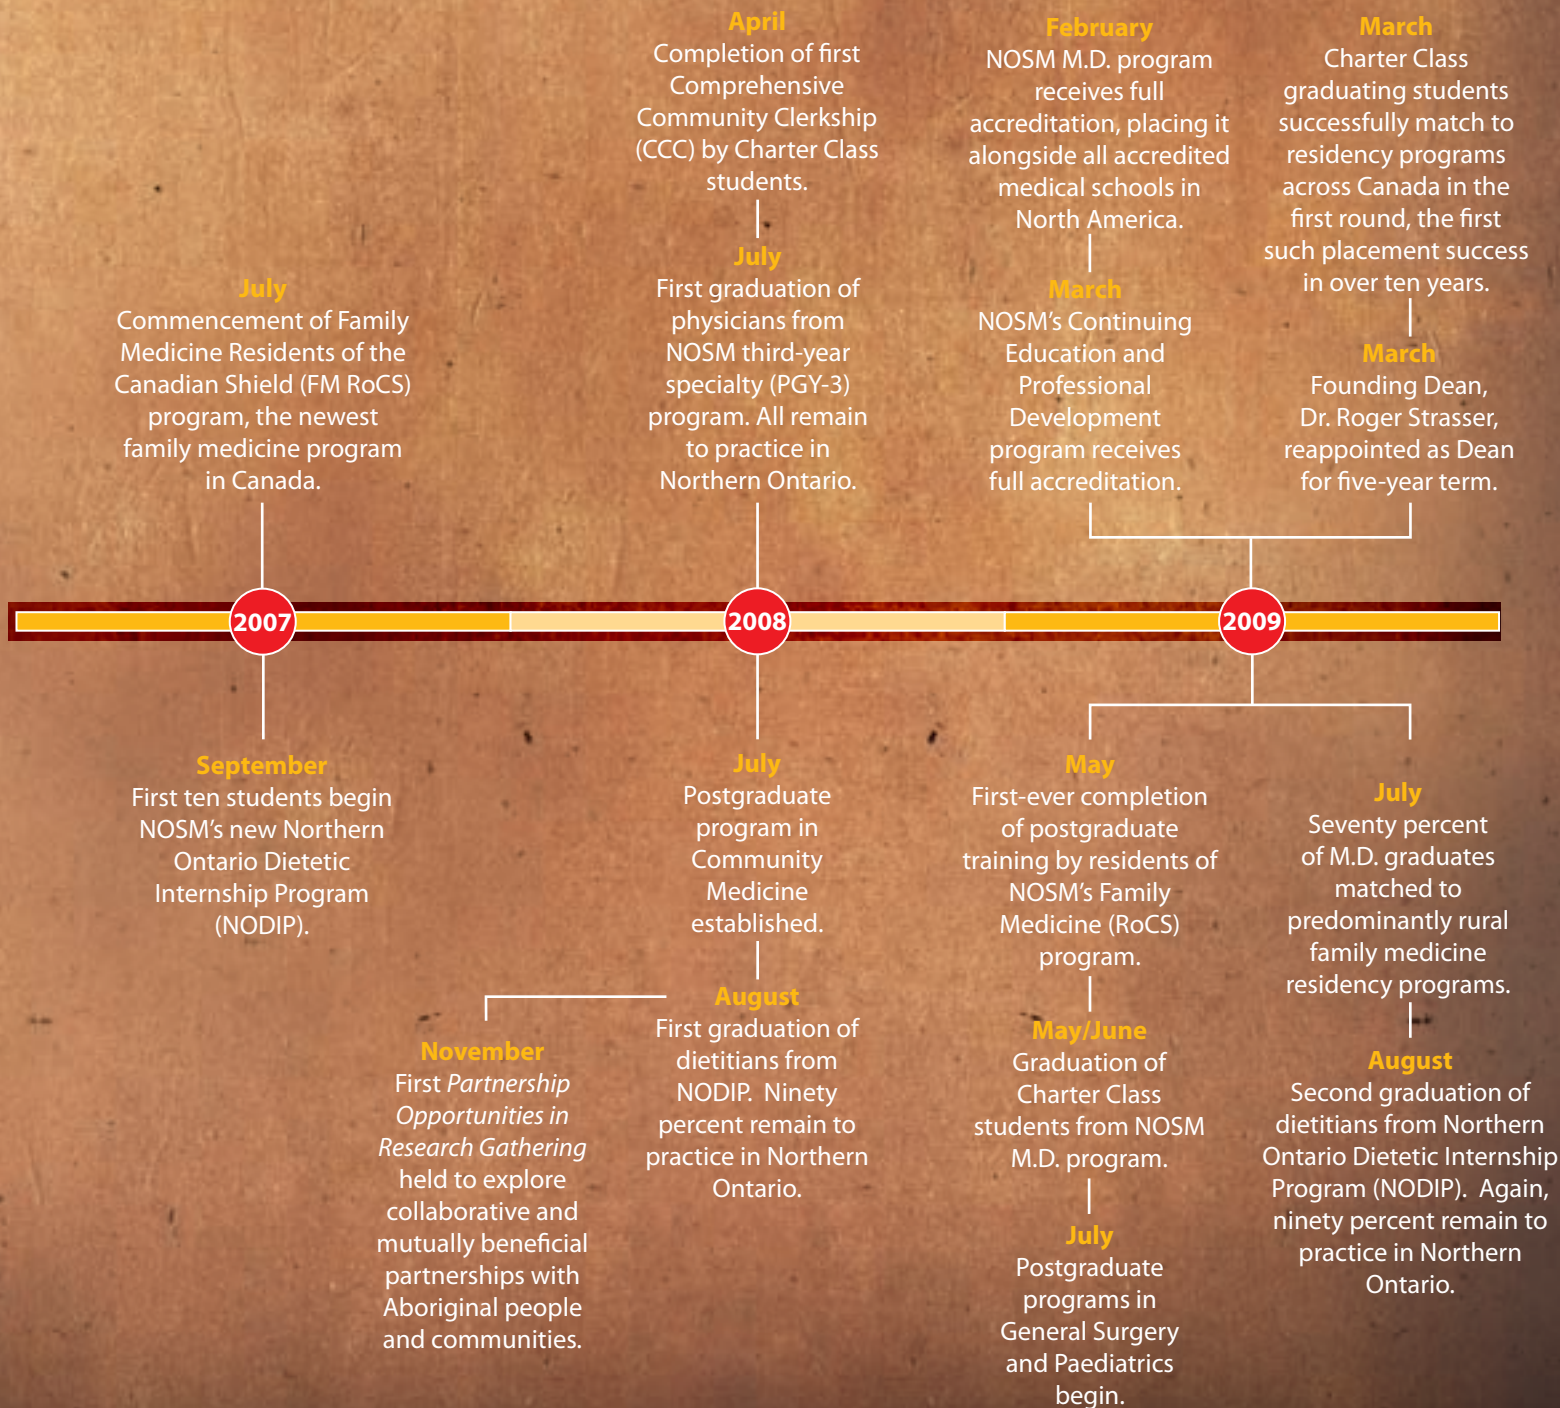 July
Commencement of Family
Medicine Residents of the
Canadian Shield (FM RoCS)
program, the newest
family medicine program
in Canada.
April
Completion of first
Comprehensive
Community Clerkship
(CCC) by Charter Class
students.
July
First graduation of
physicians from
NOSM third-year
specialty (PGY-3)
program. All remain
to practice in
Northern Ontario.
February
NOSM M.D. program
receives full
accreditation, placing it
alongside all accredited
medical schools in
North America.
March
NOSM's Continuing
Education and
Professional
Development
program receives
full accreditation.
March
Charter Class
graduating students
successfully match to
residency programs
across Canada in the
first round, the first
such placement success
in over ten years.
March
Founding Dean,
Dr. Roger Strasser,
reappointed as Dean
for five-year term.
2007
2008
2009
September
First ten students begin
NOSM's new Northern
Ontario Dietetic
Internship Program
(NODIP).
July
Postgraduate
program in
Community
Medicine
established.
August
First graduation of
dietitians from
NODIP. Ninety
percent remain to
practice in Northern
Ontario.
November
First Partnership
Opportunities in
Research Gathering
held to explore
collaborative and
mutually beneficial
partnerships with
Aboriginal people
and communities.
May
First-ever completion
of postgraduate
training by residents of
NOSM's Family
Medicine (RoCS)
program.
May/June
Graduation of
Charter Class
students from NOSM
M.D. program.
July
Postgraduate
programs in
General Surgery
and Paediatrics
begin.
July
Seventy percent
of M.D. graduates
matched to
predominantly rural
family medicine
residency programs.
August
Second graduation of
dietitians from Northern
Ontario Dietetic Internship
Program (NODIP). Again,
ninety percent remain to
practice in Northern
Ontario.